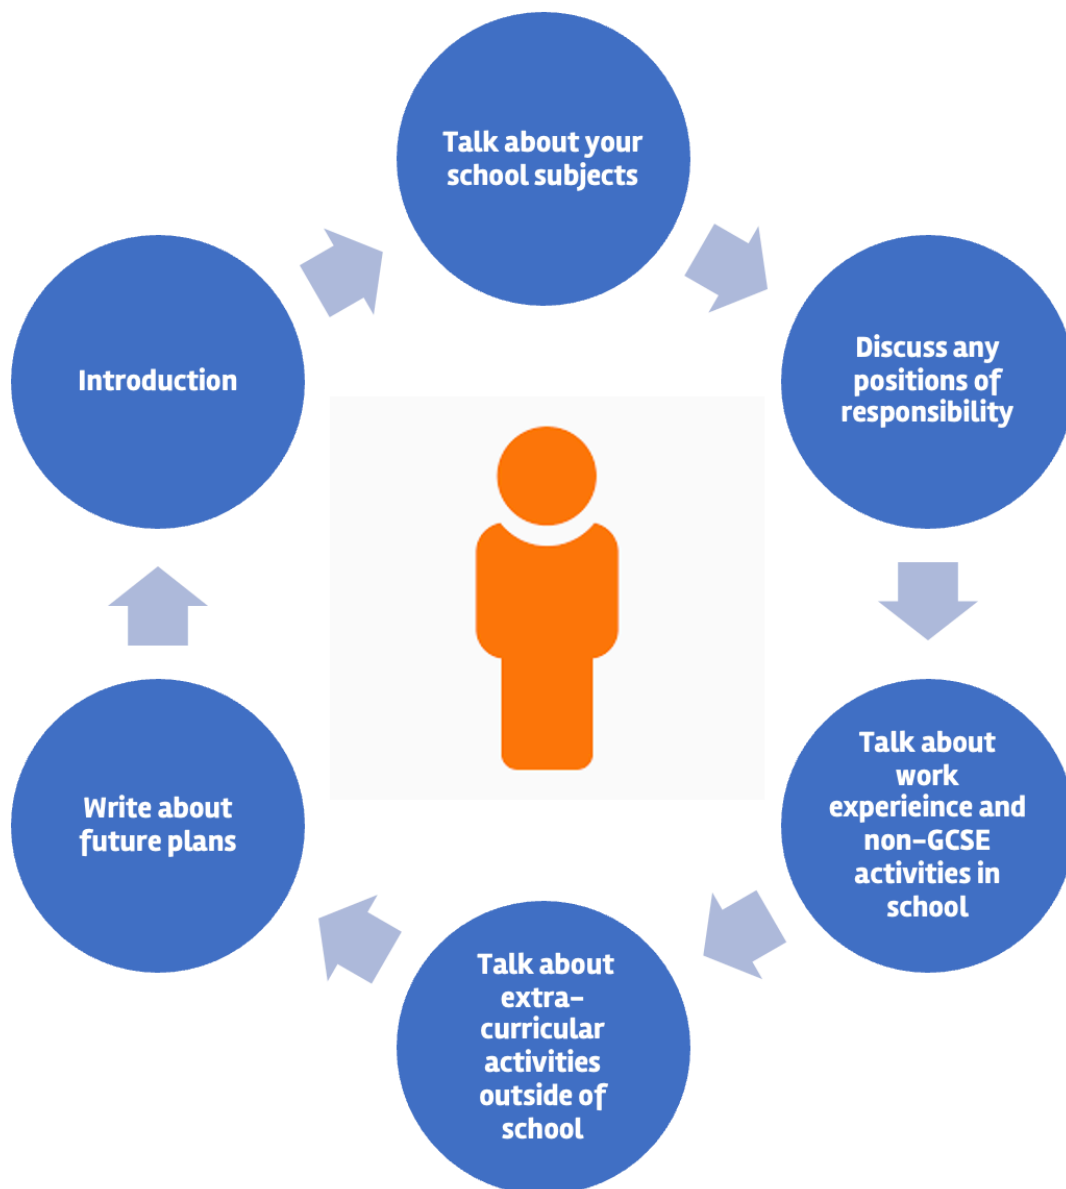 Talk about your
school subjects
Discuss any
positions of
responsibility
Talk about
work
experieince and
non-GCSE
activities in
school
Talk about
extra-
curricular
activities
outside of
school
Write about
future plans
Introduction